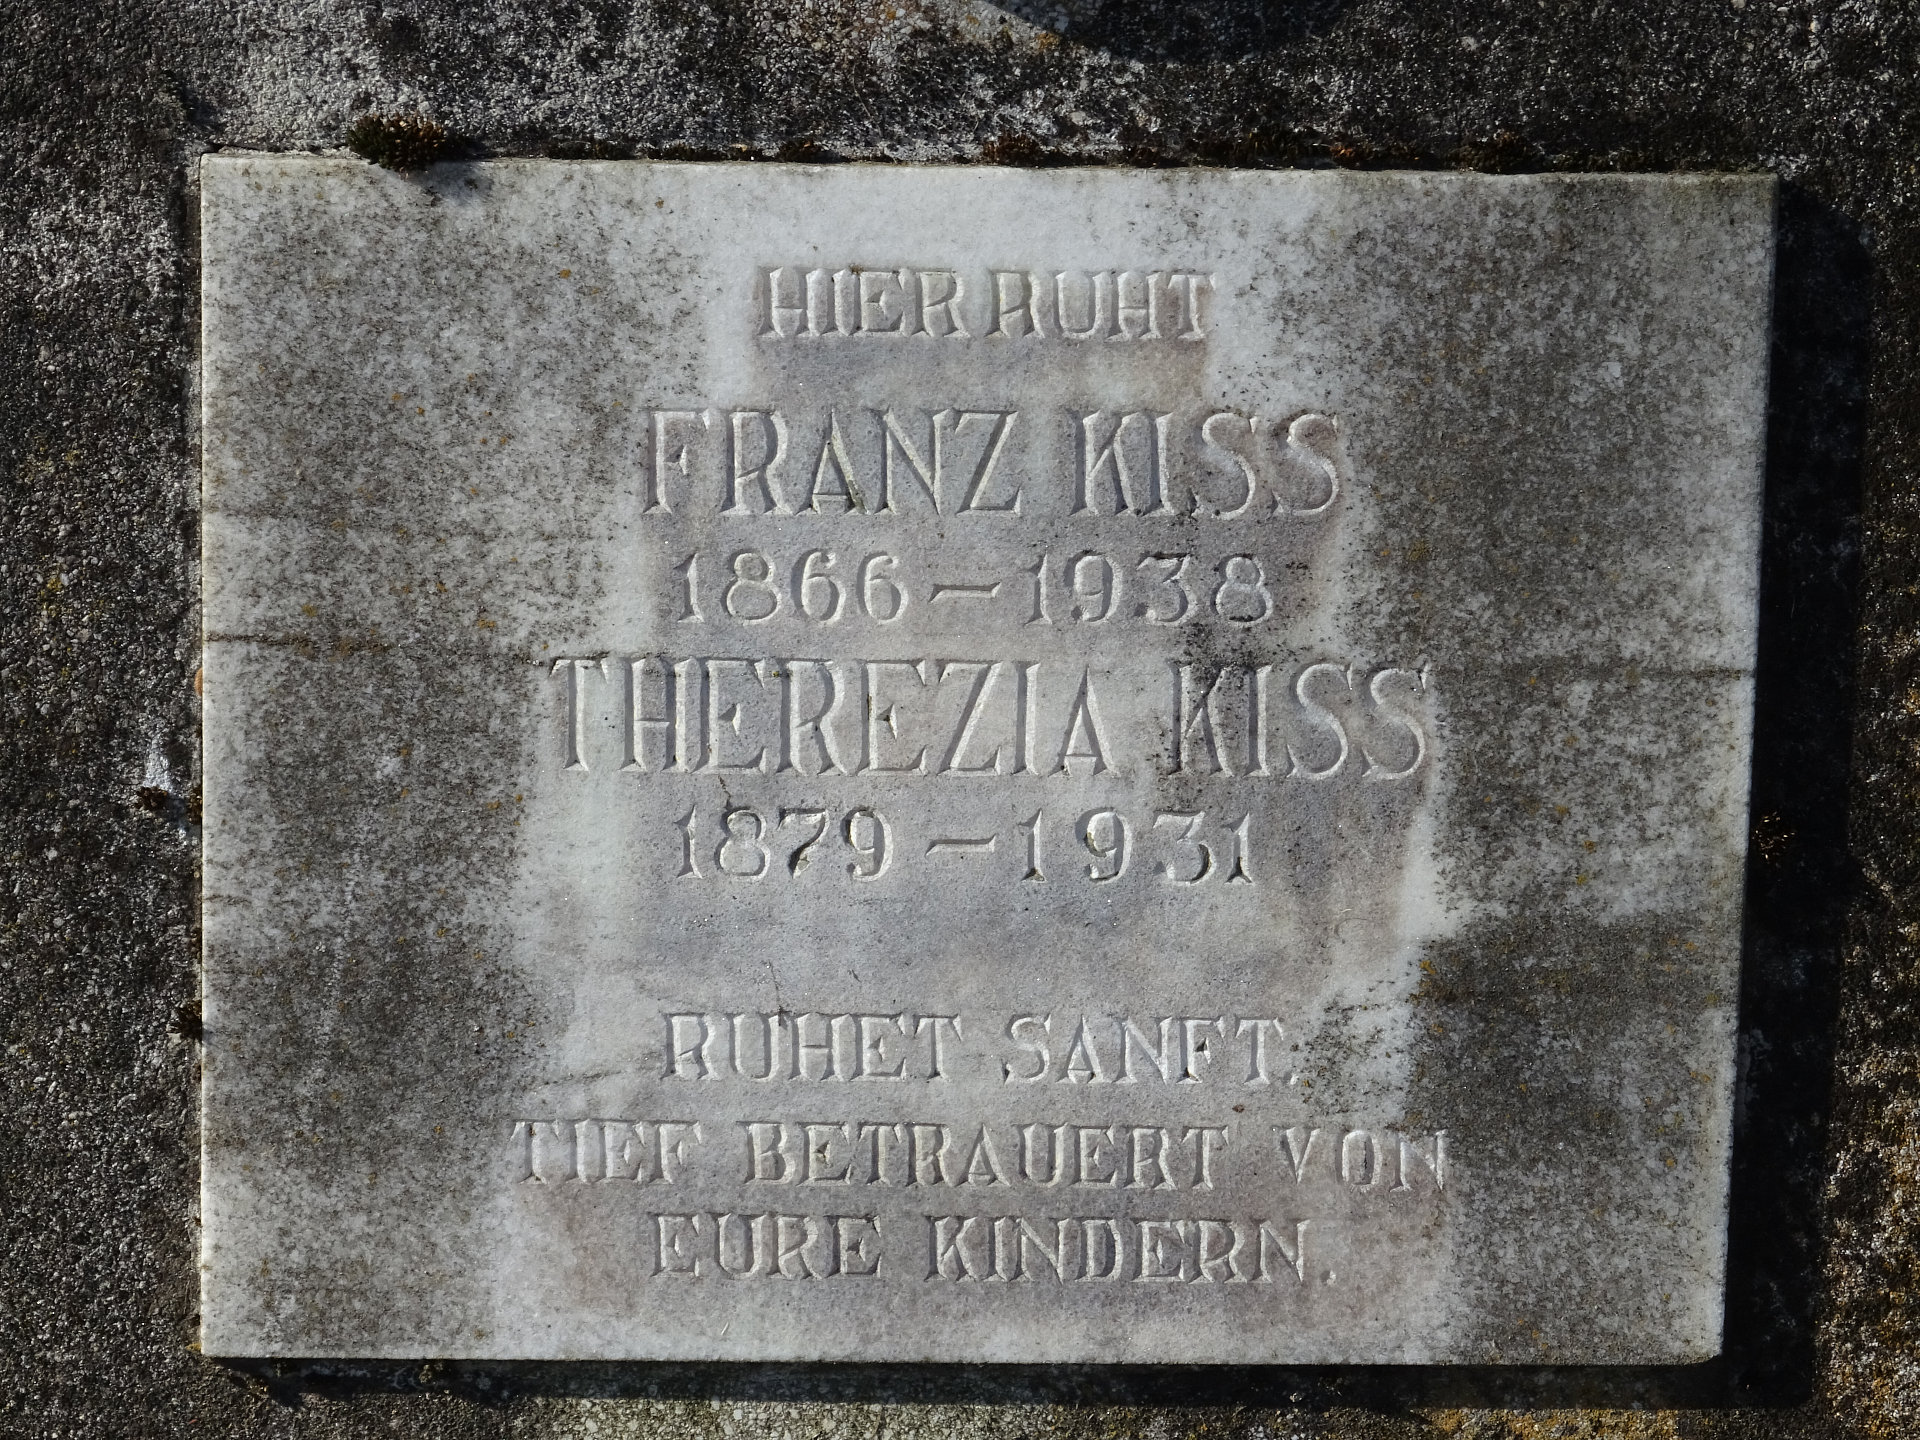 HIER RUHT
FRANZ KISS
1866 – 1938
THEREZIA KISS
1879 – 1931
RUHET SANFT.
TIEF BETRAUERT VON
EURE KINDERN.